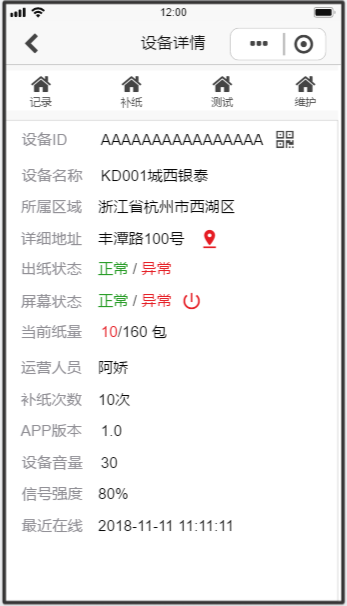 12:00
设备详情
记录 补纸 测试 维护
设备ID AAAAAAAAAAAAAAAA
设备名称 KD001城西银泰
所属区域 浙江省杭州市西湖区
详细地址 丰潭路100号
出纸状态 正常 / 异常
屏幕状态 正常 / 异常
当前纸量 10/160 包
运营人员 阿娇
补纸次数 10次
APP版本 1.0
设备音量 30
信号强度 80%
最近在线 2018-11-11 11:11:11